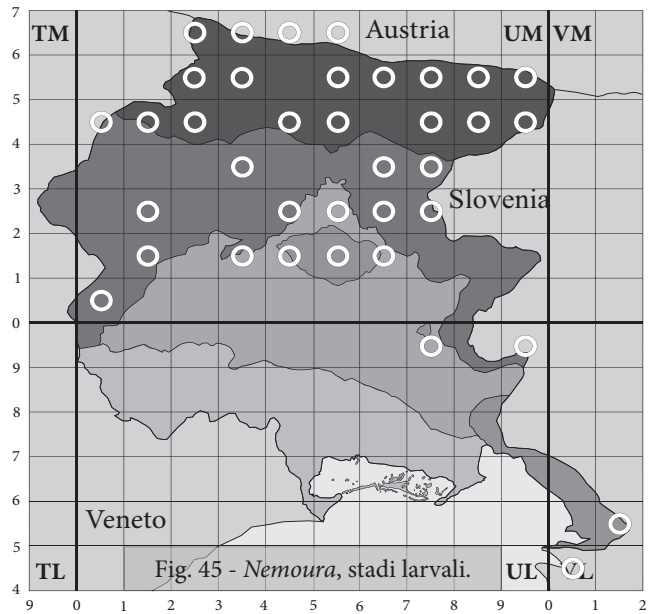 7
TM
Austria
UM VM
6
5
4
3
Slovenia
2
1
0
9
8
7
6
Veneto
5
TL
Fig. 45 - Nemoura, stadi larvali.
UL VL
4
9 0 1 2 3 4 5 6 7 8 9 0 1 2